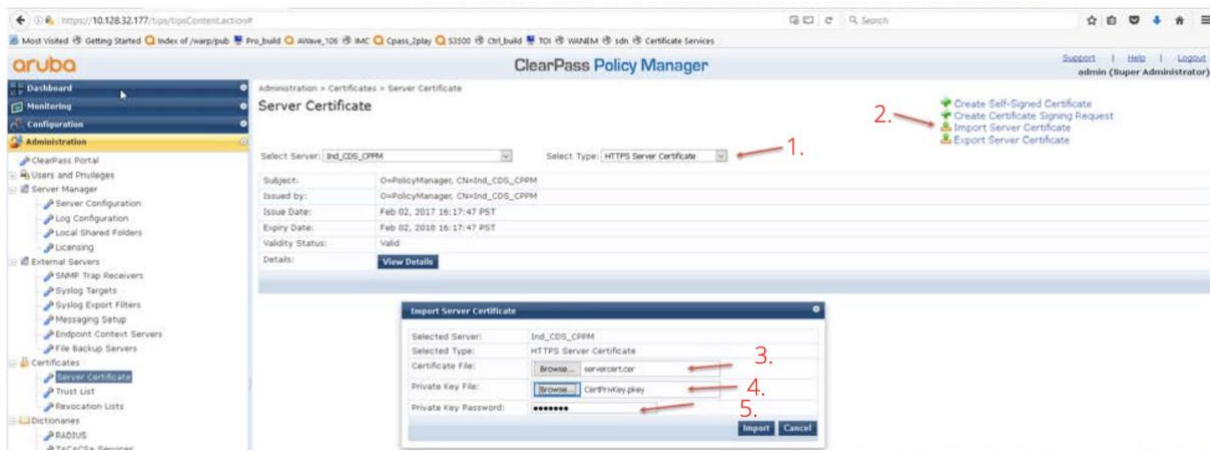 https://10.128.32.177/tips/tipsContent.action#
Search
Most Visited Getting Started Index of /warp/pub Pro_build AWave_106 IMC Cpass_2play S3500 Ctrl_build TOI WANEM sdn Certificate Services
aruba
ClearPass Policy Manager
Support | Help | Logout
admin (Super Administrator)
Dashboard
Monitoring
Configuration
Administration
ClearPass Portal
Users and Privileges
Server Manager
Server Configuration
Log Configuration
Local Shared Folders
Licensing
External Servers
SNMP Trap Receivers
Syslog Targets
Syslog Export Filters
Messaging Setup
Endpoint Context Servers
File Backup Servers
Certificates
Server Certificate
Trust List
Revocation Lists
Dictionaries
RADIUS
TACACS+ Services
Administration » Certificates » Server Certificate
Server Certificate
2.
Create Self-Signed Certificate
Create Certificate Signing Request
Import Server Certificate
Export Server Certificate
Select Server: Ind_CDS_CPPM Select Type: HTTPS Server Certificate 1.
Subject: O=PolicyManager, CN=Ind_CDS_CPPM
Issued by: O=PolicyManager, CN=Ind_CDS_CPPM
Issue Date: Feb 02, 2017 16:17:47 PST
Expiry Date: Feb 02, 2018 16:17:47 PST
Validity Status: Valid
Details: View Details
Import Server Certificate
Selected Server: Ind_CDS_CPPM
Selected Type: HTTPS Server Certificate
Certificate File: Browse... servercert.cer 3.
Private Key File: Browse... CertPrivKey.pkey 4.
Private Key Password: ●●●●●●● 5.
Import Cancel